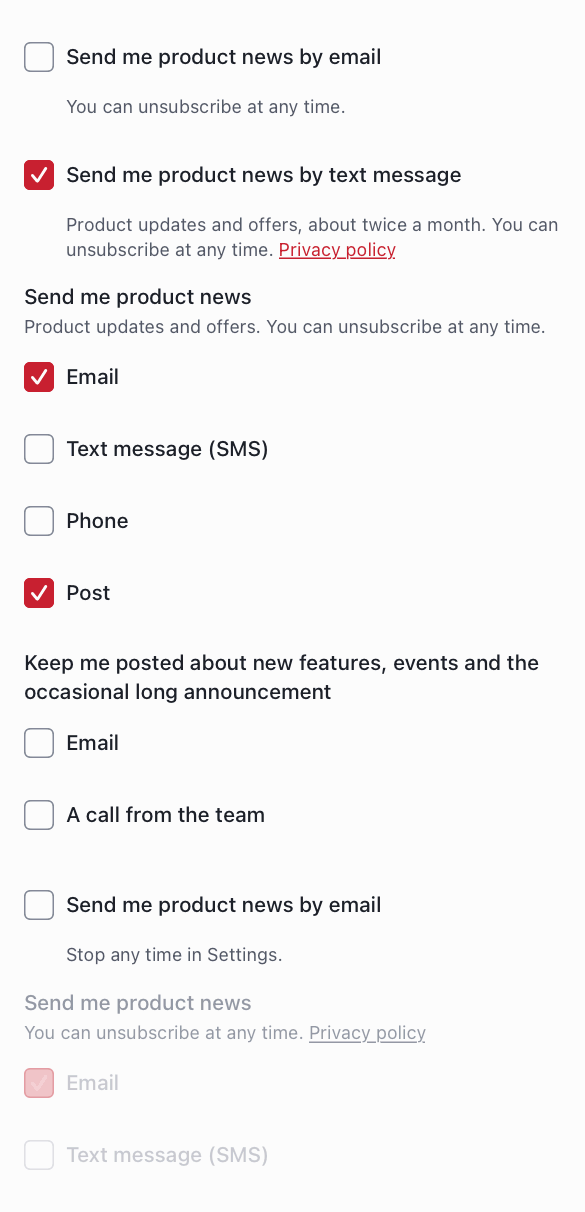 Send me product news by email
You can unsubscribe at any time.
Send me product news by text message
Product updates and offers, about twice a month. You can
unsubscribe at any time. Privacy policy
Send me product news
Product updates and offers. You can unsubscribe at any time.
Email
Text message (SMS)
Phone
Post
Keep me posted about new features, events and the
occasional long announcement
Email
A call from the team
Send me product news by email
Stop any time in Settings.
Send me product news
You can unsubscribe at any time. Privacy policy
Email
Text message (SMS)